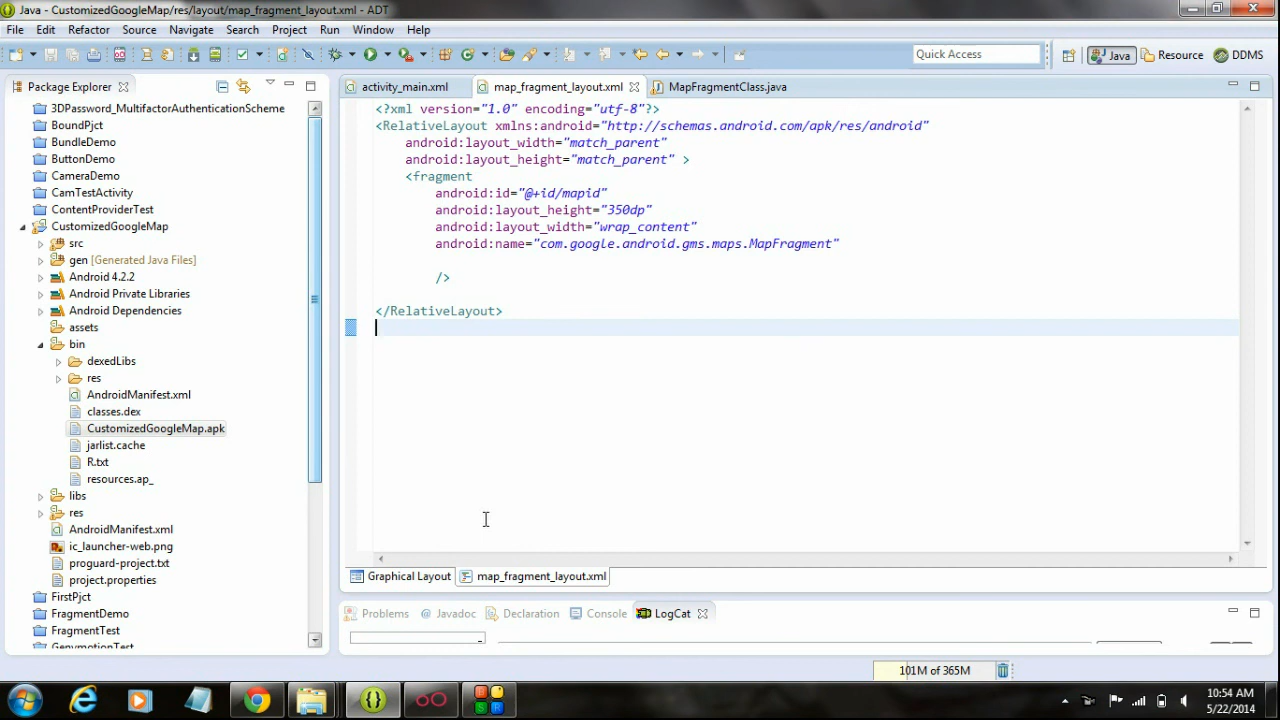 Java - CustomizedGoogleMap/res/layout/map_fragment_layout.xml - ADT
File Edit Refactor Source Navigate Search Project Run Window Help
Quick Access
Java
Resource
DDMS
Package Explorer
3DPassword_MultifactorAuthenticationScheme
BoundPjct
BundleDemo
ButtonDemo
CameraDemo
CamTestActivity
ContentProviderTest
CustomizedGoogleMap
src
gen [Generated Java Files]
Android 4.2.2
Android Private Libraries
Android Dependencies
assets
bin
dexedLibs
res
AndroidManifest.xml
classes.dex
CustomizedGoogleMap.apk
jarlist.cache
R.txt
resources.ap_
libs
res
AndroidManifest.xml
ic_launcher-web.png
proguard-project.txt
project.properties
FirstPjct
FragmentDemo
FragmentTest
GenymotionTest
activity_main.xml
map_fragment_layout.xml
MapFragmentClass.java
<?xml version="1.0" encoding="utf-8"?>
<RelativeLayout xmlns:android="http://schemas.android.com/apk/res/android"
android:layout_width="match_parent"
android:layout_height="match_parent" >
<fragment
android:id="@+id/mapid"
android:layout_height="350dp"
android:layout_width="wrap_content"
android:name="com.google.android.gms.maps.MapFragment"
/>
</RelativeLayout>
Graphical Layout
map_fragment_layout.xml
Problems
@ Javadoc
Declaration
Console
LogCat
101M of 365M
10:54 AM
5/22/2014